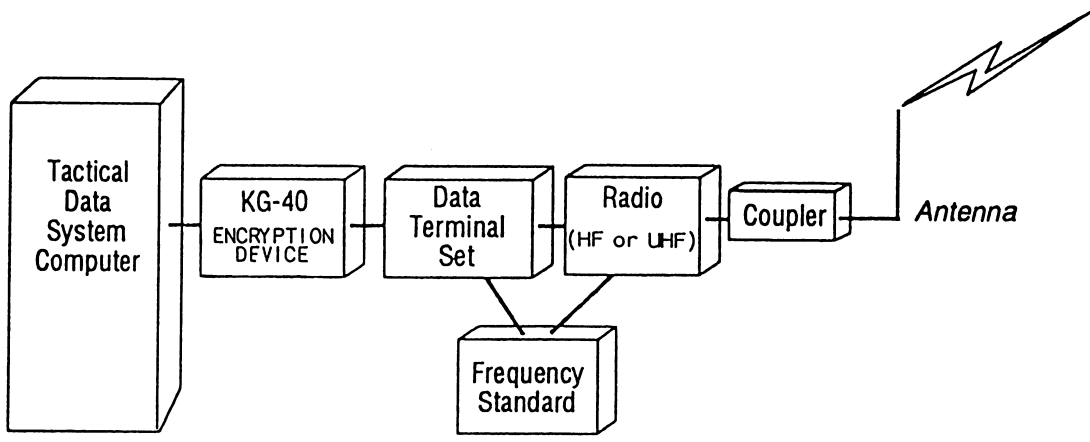 Tactical
Data
System
Computer
KG-40
ENCRYPTION
DEVICE
Data
Terminal
Set
Radio
(HF or UHF)
Coupler
Antenna
Frequency
Standard